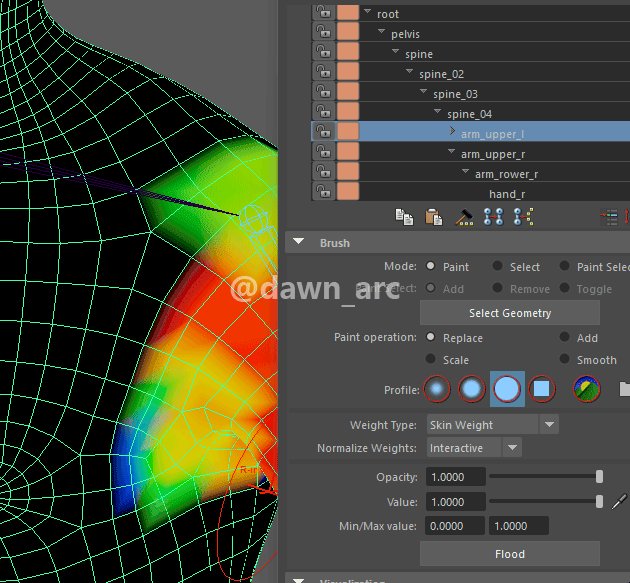 root
pelvis
spine
spine_02
spine_03
spine_04
arm_upper_l
arm_upper_r
arm_rower_r
hand_r
Brush
Mode: Paint Select Paint Selec
@dawn_arc
Paint Select: Add Remove Toggle
Select Geometry
Paint operation: Replace Add
Scale Smooth
Profile:
Weight Type: Skin Weight
Normalize Weights: Interactive
R-ir
Opacity: 1.0000
Value: 1.0000
Min/Max value: 0.0000 1.0000
Flood
Visualization